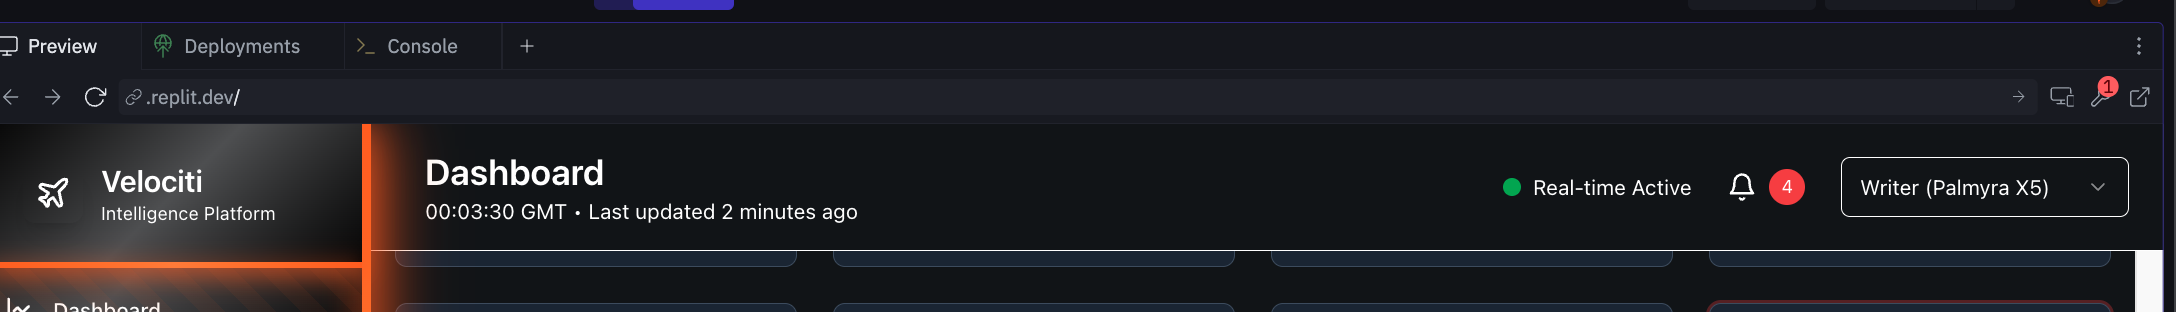 Preview
Deployments
Console
.replit.dev/
1
Velociti
Intelligence Platform
Dashboard
00:03:30 GMT • Last updated 2 minutes ago
Real-time Active
4
Writer (Palmyra X5)
Dashboard